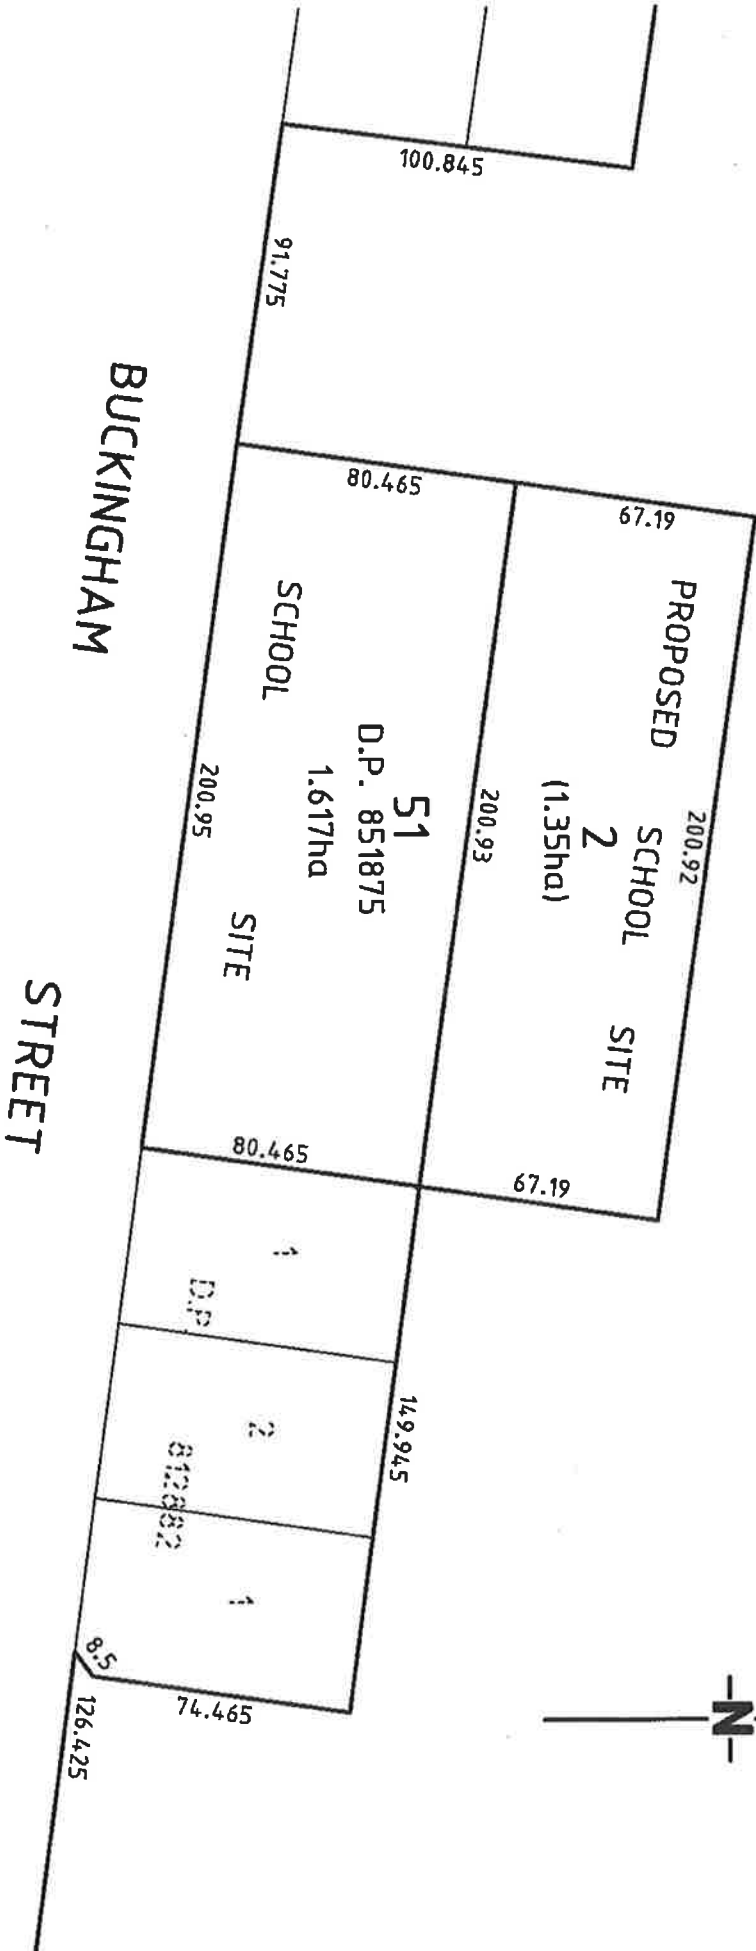 100.845
91.775
BUCKINGHAM
STREET
80.465
67.19
PROPOSED
SCHOOL
SITE
200.92
2
(1.35ha)
200.93
51
D.P. 851875
1.617ha
SCHOOL
SITE
200.95
80.465
67.19
1
D.P.
2
812882
1
149.945
8.5
74.465
126.425
N